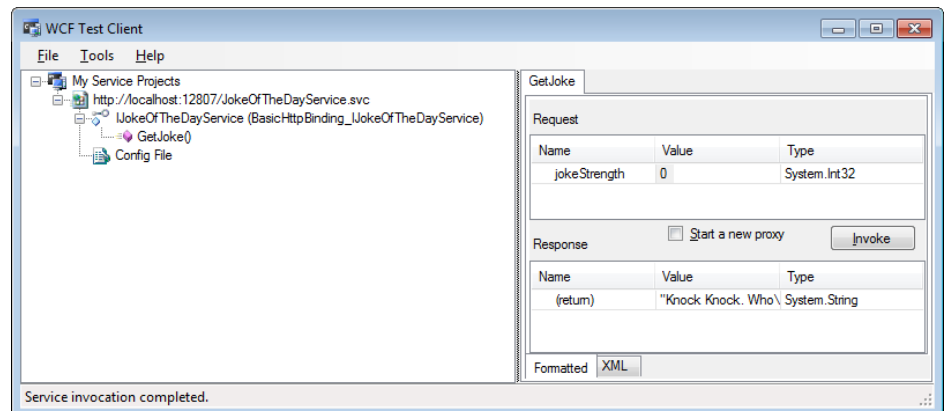 WCF Test Client
File Tools Help
My Service Projects
http://localhost:12807/JokeOfTheDayService.svc
IJokeOfTheDayService (BasicHttpBinding_IJokeOfTheDayService)
GetJoke()
Config File
GetJoke
Request
Name Value Type
jokeStrength 0 System.Int32
Start a new proxy
Response
Invoke
Name Value Type
(return) "Knock Knock. Who\ System.String
Formatted XML
Service invocation completed.